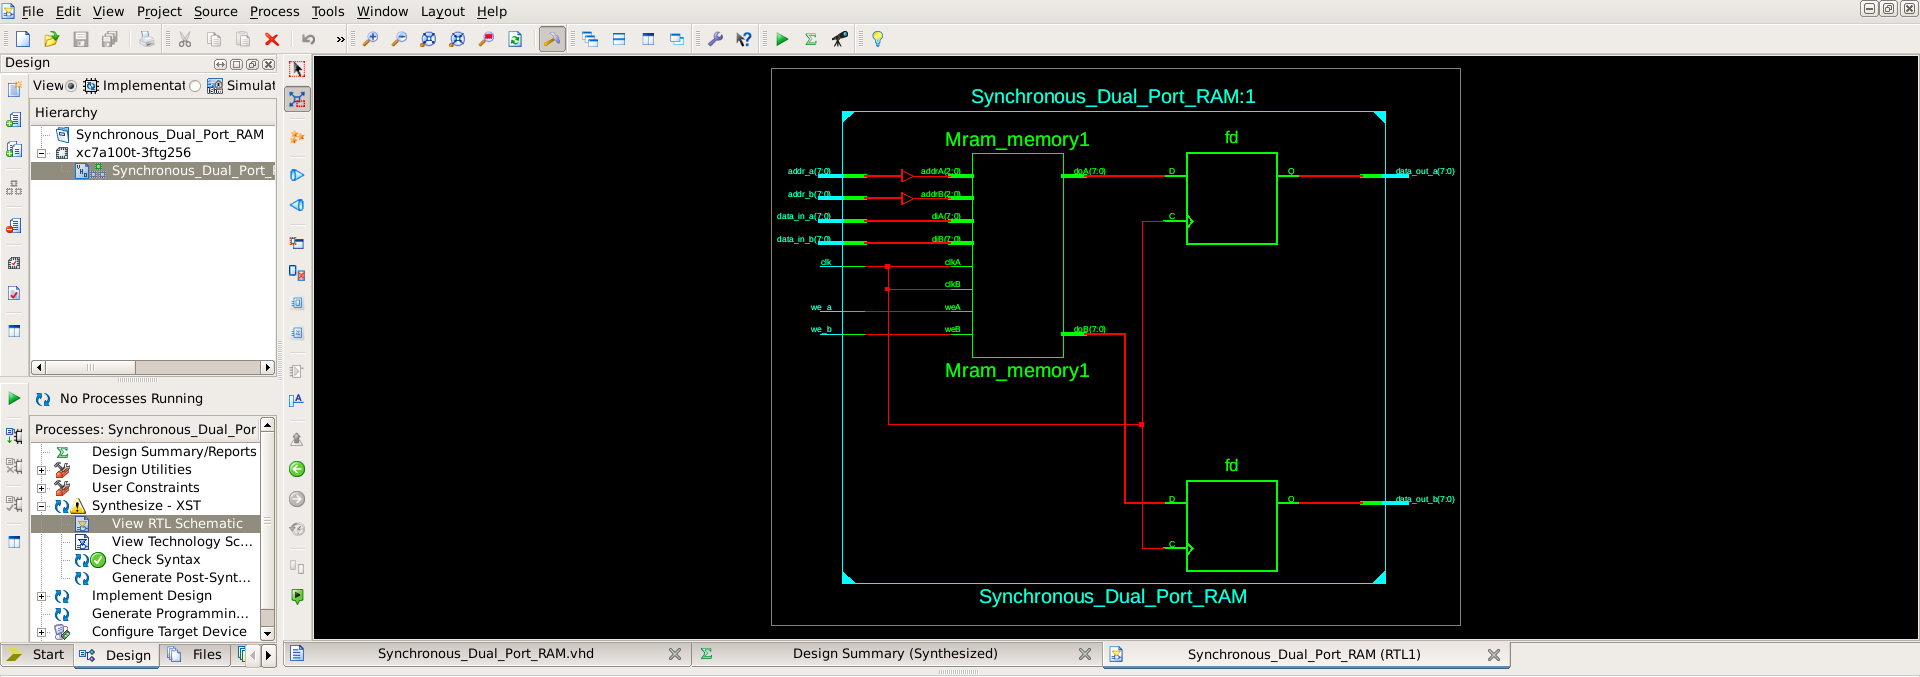 File Edit View Project Source Process Tools Window Layout Help
Design
View Implementat Simulat
Hierarchy
Synchronous_Dual_Port_RAM
xc7a100t-3ftg256
Synchronous_Dual_Port_
No Processes Running
Processes: Synchronous_Dual_Por
Design Summary/Reports
Design Utilities
User Constraints
Synthesize - XST
View RTL Schematic
View Technology Sc...
Check Syntax
Generate Post-Synt...
Implement Design
Generate Programmin...
Configure Target Device
Start Design Files
Synchronous_Dual_Port_RAM:1
Mram_memory1
fd
addr_a(7:0) addrA(2:0) doA(7:0) D Q data_out_a(7:0)
addr_b(7:0) addrB(2:0)
data_in_a(7:0) diA(7:0) C
data_in_b(7:0) diB(7:0)
clk clkA
clkB
we_a weA
we_b weB doB(7:0)
Mram_memory1
fd
D Q data_out_b(7:0)
C
Synchronous_Dual_Port_RAM
Synchronous_Dual_Port_RAM.vhd Design Summary (Synthesized) Synchronous_Dual_Port_RAM (RTL1)